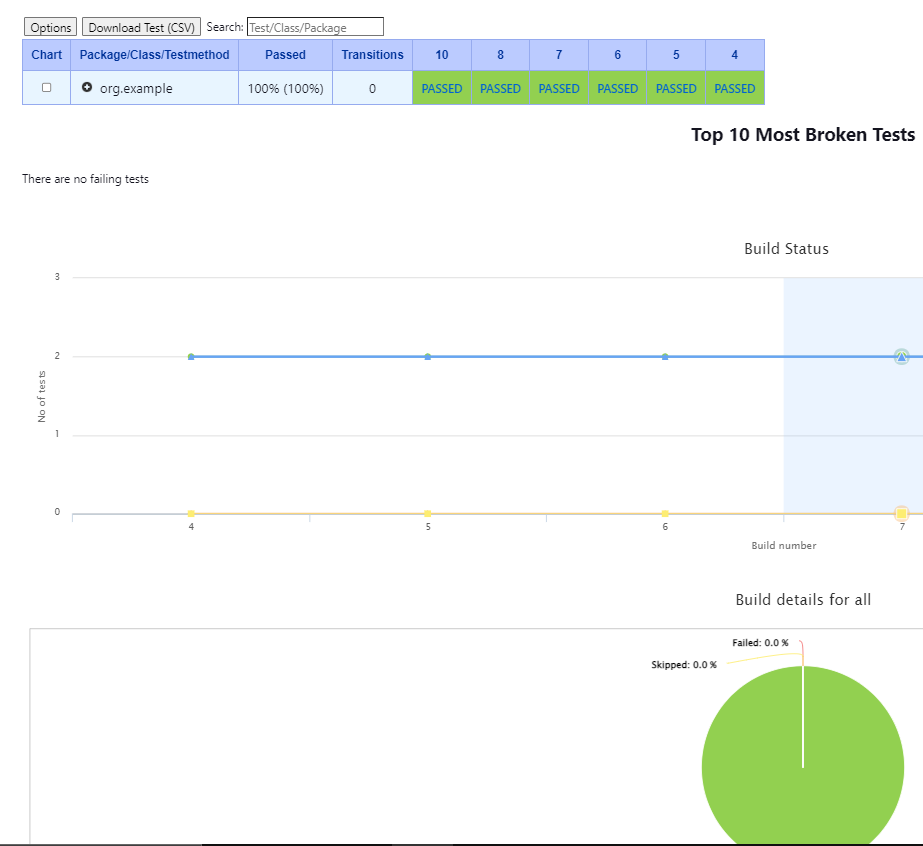 Options Download Test (CSV) Search: Test/Class/Package
Chart Package/Class/Testmethod Passed Transitions 10 8 7 6 5 4
org.example 100% (100%) 0 PASSED PASSED PASSED PASSED PASSED PASSED
Top 10 Most Broken Tests
There are no failing tests
Build Status
3
2
1
0
No of tests
4 5 6 7
Build number
Build details for all
Failed: 0.0 %
Skipped: 0.0 %